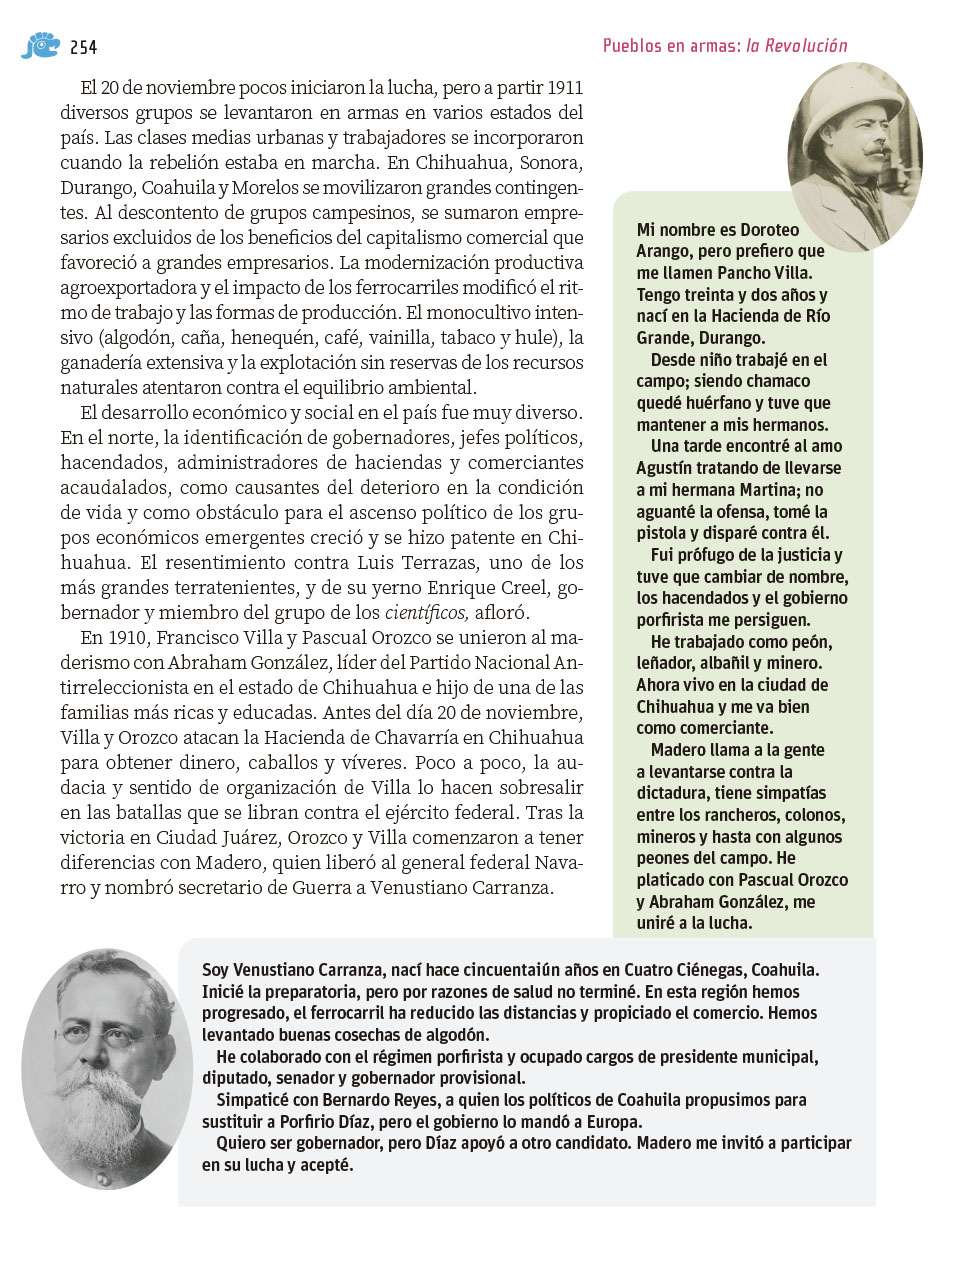 254
Pueblos en armas: la Revolución
El 20 de noviembre pocos iniciaron la lucha, pero a partir 1911
diversos grupos se levantaron en armas en varios estados del
país. Las clases medias urbanas y trabajadores se incorporaron
cuando la rebelión estaba en marcha. En Chihuahua, Sonora,
Durango, Coahuila y Morelos se movilizaron grandes contingen-
tes. Al descontento de grupos campesinos, se sumaron empre-
sarios excluidos de los beneficios del capitalismo comercial que
favoreció a grandes empresarios. La modernización productiva
agroexportadora y el impacto de los ferrocarriles modificó el rit-
mo de trabajo y las formas de producción. El monocultivo inten-
sivo (algodón, caña, henequén, café, vainilla, tabaco y hule), la
ganadería extensiva y la explotación sin reservas de los recursos
naturales atentaron contra el equilibrio ambiental.
El desarrollo económico y social en el país fue muy diverso.
En el norte, la identificación de gobernadores, jefes políticos,
hacendados, administradores de haciendas y comerciantes
acaudalados, como causantes del deterioro en la condición
de vida y como obstáculo para el ascenso político de los gru-
pos económicos emergentes creció y se hizo patente en Chi-
huahua. El resentimiento contra Luis Terrazas, uno de los
más grandes terratenientes, y de su yerno Enrique Creel, go-
bernador y miembro del grupo de los científicos, afloró.
En 1910, Francisco Villa y Pascual Orozco se unieron al ma-
derismo con Abraham González, líder del Partido Nacional An-
tirreleccionista en el estado de Chihuahua e hijo de una de las
familias más ricas y educadas. Antes del día 20 de noviembre,
Villa y Orozco atacan la Hacienda de Chavarría en Chihuahua
para obtener dinero, caballos y víveres. Poco a poco, la au-
dacia y sentido de organización de Villa lo hacen sobresalir
en las batallas que se libran contra el ejército federal. Tras la
victoria en Ciudad Juárez, Orozco y Villa comenzaron a tener
diferencias con Madero, quien liberó al general federal Nava-
rro y nombró secretario de Guerra a Venustiano Carranza.
Mi nombre es Doroteo
Arango, pero prefiero que
me llamen Pancho Villa.
Tengo treinta y dos años y
nací en la Hacienda de Río
Grande, Durango.
Desde niño trabajé en el
campo; siendo chamaco
quedé huérfano y tuve que
mantener a mis hermanos.
Una tarde encontré al amo
Agustín tratando de llevarse
a mi hermana Martina; no
aguanté la ofensa, tomé la
pistola y disparé contra él.
Fui prófugo de la justicia y
tuve que cambiar de nombre,
los hacendados y el gobierno
porfirista me persiguen.
He trabajado como peón,
leñador, albañil y minero.
Ahora vivo en la ciudad de
Chihuahua y me va bien
como comerciante.
Madero llama a la gente
a levantarse contra la
dictadura, tiene simpatías
entre los rancheros, colonos,
mineros y hasta con algunos
peones del campo. He
platicado con Pascual Orozco
y Abraham González, me
uniré a la lucha.
Soy Venustiano Carranza, nací hace cincuentaiún años en Cuatro Ciénegas, Coahuila.
Inicié la preparatoria, pero por razones de salud no terminé. En esta región hemos
progresado, el ferrocarril ha reducido las distancias y propiciado el comercio. Hemos
levantado buenas cosechas de algodón.
He colaborado con el régimen porfirista y ocupado cargos de presidente municipal,
diputado, senador y gobernador provisional.
Simpaticé con Bernardo Reyes, a quien los políticos de Coahuila propusimos para
sustituir a Porfirio Díaz, pero el gobierno lo mandó a Europa.
Quiero ser gobernador, pero Díaz apoyó a otro candidato. Madero me invitó a participar
en su lucha y acepté.